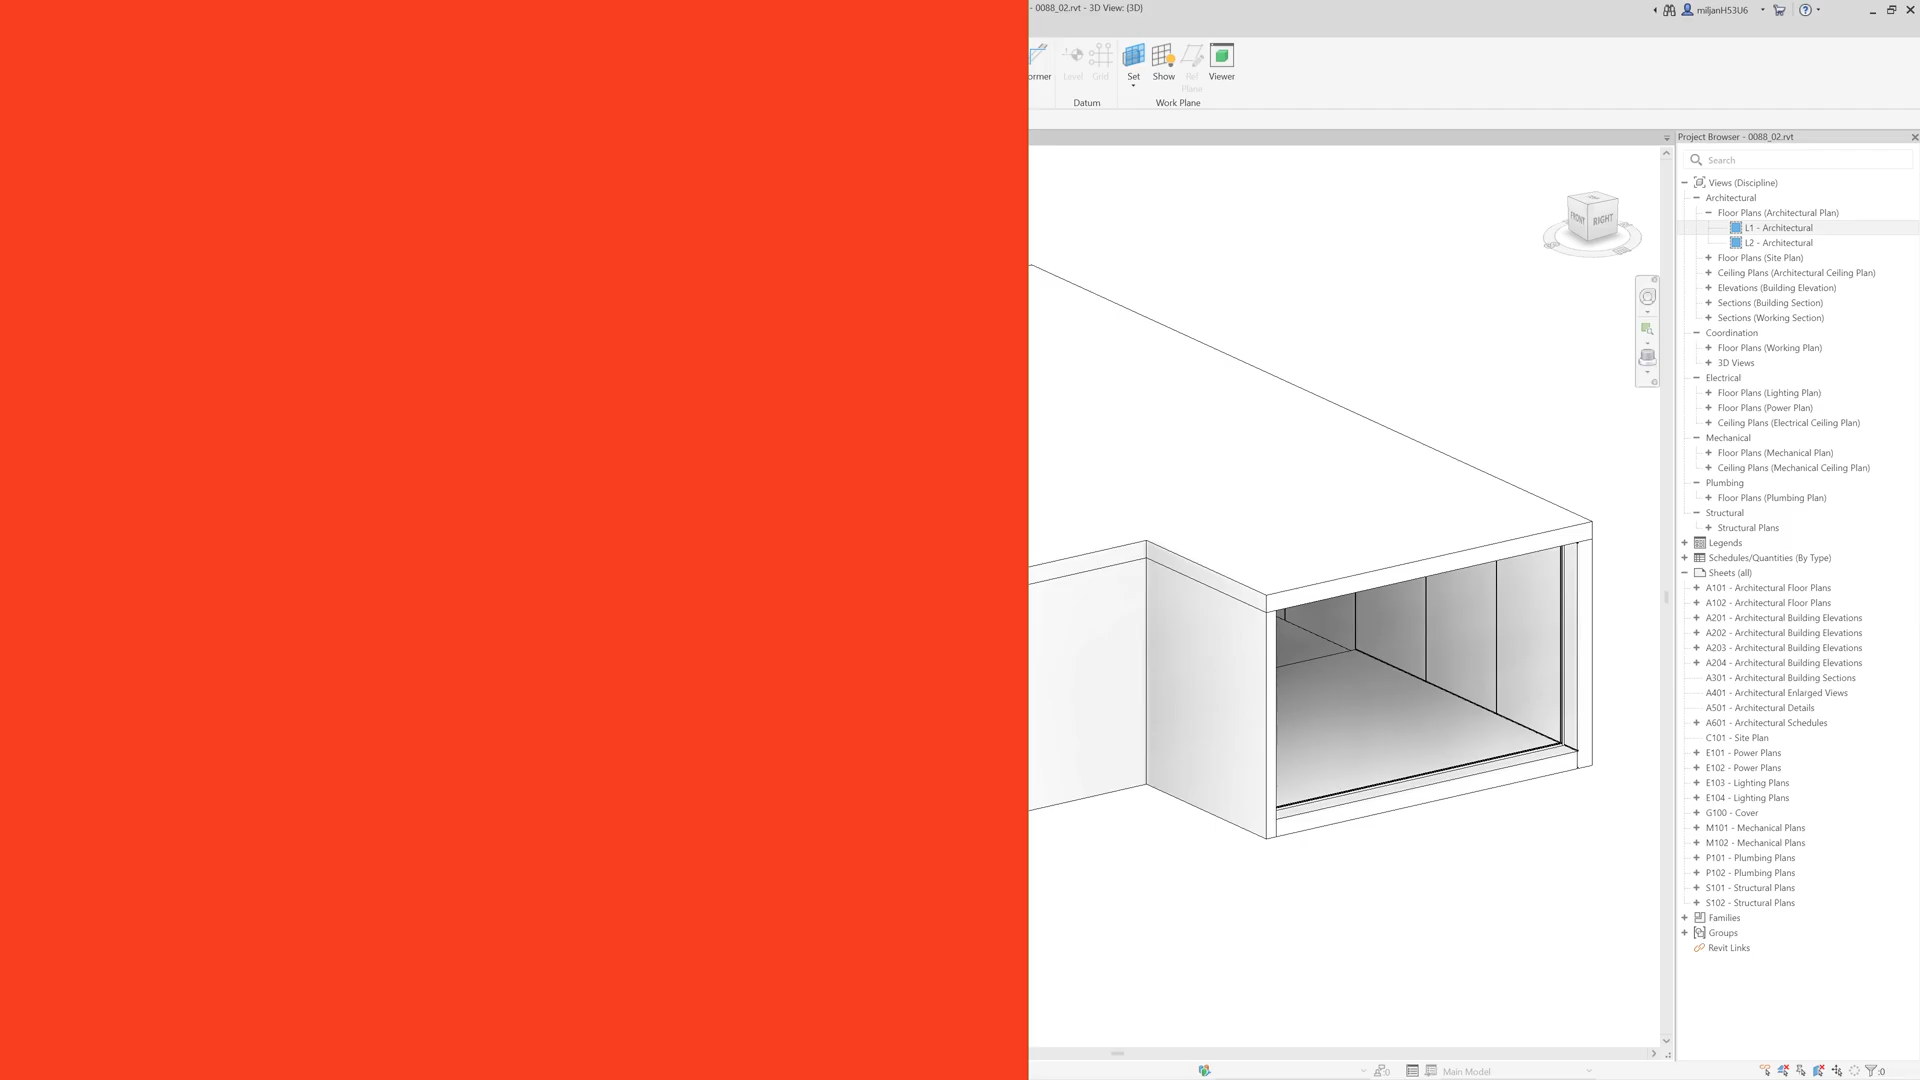 - 0088_02.rvt - 3D View: {3D}
miljanH53U6
ormer
Level
Grid
Set
Show
Ref
Plane
Viewer
Datum
Work Plane
Project Browser - 0088_02.rvt
Search
Views (Discipline)
Architectural
Floor Plans (Architectural Plan)
L1 - Architectural
L2 - Architectural
Floor Plans (Site Plan)
Ceiling Plans (Architectural Ceiling Plan)
Elevations (Building Elevation)
Sections (Building Section)
Sections (Working Section)
Coordination
Floor Plans (Working Plan)
3D Views
Electrical
Floor Plans (Lighting Plan)
Floor Plans (Power Plan)
Ceiling Plans (Electrical Ceiling Plan)
Mechanical
Floor Plans (Mechanical Plan)
Ceiling Plans (Mechanical Ceiling Plan)
Plumbing
Floor Plans (Plumbing Plan)
Structural
Structural Plans
Legends
Schedules/Quantities (By Type)
Sheets (all)
A101 - Architectural Floor Plans
A102 - Architectural Floor Plans
A201 - Architectural Building Elevations
A202 - Architectural Building Elevations
A203 - Architectural Building Elevations
A204 - Architectural Building Elevations
A301 - Architectural Building Sections
A401 - Architectural Enlarged Views
A501 - Architectural Details
A601 - Architectural Schedules
C101 - Site Plan
E101 - Power Plans
E102 - Power Plans
E103 - Lighting Plans
E104 - Lighting Plans
G100 - Cover
M101 - Mechanical Plans
M102 - Mechanical Plans
P101 - Plumbing Plans
P102 - Plumbing Plans
S101 - Structural Plans
S102 - Structural Plans
Families
Groups
Revit Links
FRONT
RIGHT
:0
Main Model
:0